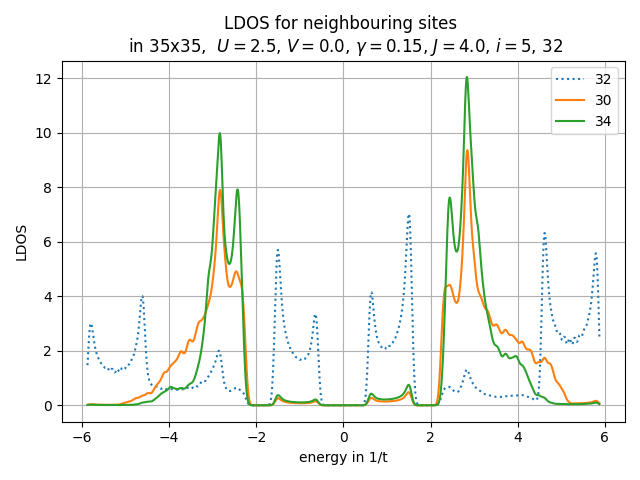 LDOS for neighbouring sites
in 35x35, U = 2.5, V = 0.0, γ = 0.15, J = 4.0, i = 5, 32
LDOS
12
10
8
6
4
2
0
32
30
34
−6 −4 −2 0 2 4 6
energy in 1/t